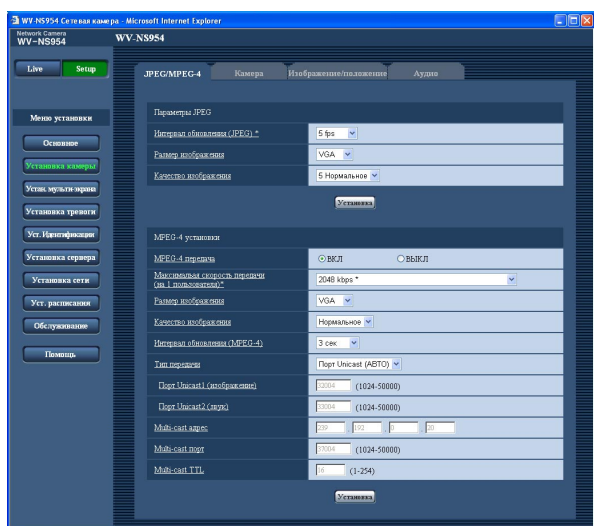 WV-NS954 Сетевая камера - Microsoft Internet Explorer
Network Camera
WV-NS954
WV-NS954
Live
Setup
Меню установки
Основное
Установка камеры
Устан. мульти-экрана
Установка тревоги
Уст. Идентификации
Установка сервера
Установка сети
Уст. расписания
Обслуживание
Помощь
JPEG/MPEG-4
Камера
Изображение/положение
Аудио
Параметры JPEG
Интервал обновления (JPEG) *
5 fps
Размер изображения
VGA
Качество изображения
5 Нормальное
Установка
MPEG-4 установки
MPEG-4 передача
ВКЛ
ВЫКЛ
Максимальая скорость передачи
(на 1 пользователя)*
2048 kbps *
Размер изображения
VGA
Качество изображения
Нормальное
Интервал обновления (MPEG-4)
3 сек
Тип передачи
Порт Unicast (АВТО)
Порт Unicast1 (изображение)
32004 (1024-50000)
Порт Unicast2 (звук)
33004 (1024-50000)
Multi-cast адрес
239 . 192 . 0 . 20
Multi-cast порт
37004 (1024-50000)
Multi-cast TTL
16 (1-254)
Установка